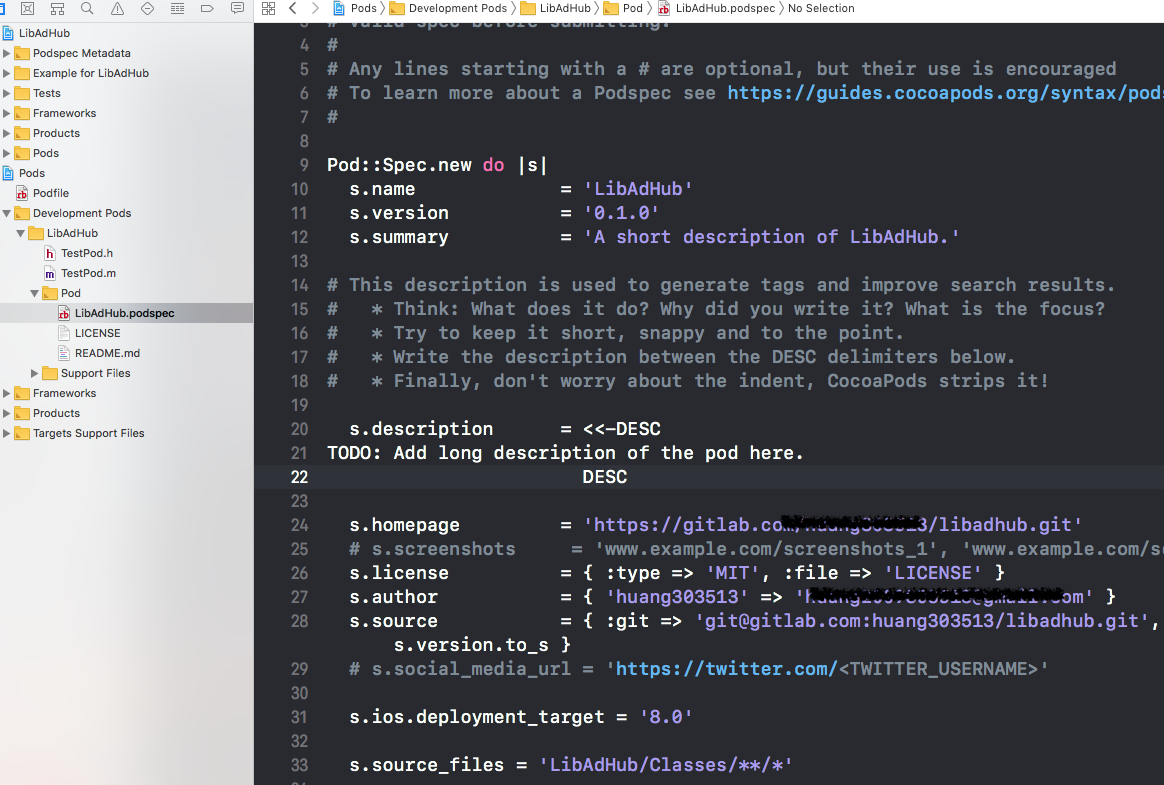 Pods Development Pods LibAdHub Pod LibAdHub.podspec No Selection
LibAdHub
Podspec Metadata
Example for LibAdHub
Tests
Frameworks
Products
Pods
Pods
Podfile
Development Pods
LibAdHub
TestPod.h
TestPod.m
Pod
LibAdHub.podspec
LICENSE
README.md
Support Files
Frameworks
Products
Targets Support Files
# valid spec before submitting.
4 #
5 # Any lines starting with a # are optional, but their use is encouraged
6 # To learn more about a Podspec see https://guides.cocoapods.org/syntax/pods
7 #
8
9 Pod::Spec.new do |s|
10 s.name = 'LibAdHub'
11 s.version = '0.1.0'
12 s.summary = 'A short description of LibAdHub.'
13
14 # This description is used to generate tags and improve search results.
15 # * Think: What does it do? Why did you write it? What is the focus?
16 # * Try to keep it short, snappy and to the point.
17 # * Write the description between the DESC delimiters below.
18 # * Finally, don't worry about the indent, CocoaPods strips it!
19
20 s.description = <<-DESC
21 TODO: Add long description of the pod here.
22 DESC
23
24 s.homepage = 'https://gitlab.co 3/libadhub.git'
25 # s.screenshots = 'www.example.com/screenshots_1', 'www.example.com/sc
26 s.license = { :type => 'MIT', :file => 'LICENSE' }
27 s.author = { 'huang303513' => ' om' }
28 s.source = { :git => 'git@gitlab.com:huang303513/libadhub.git',
s.version.to_s }
29 # s.social_media_url = 'https://twitter.com/<TWITTER_USERNAME>'
30
31 s.ios.deployment_target = '8.0'
32
33 s.source_files = 'LibAdHub/Classes/**/*'